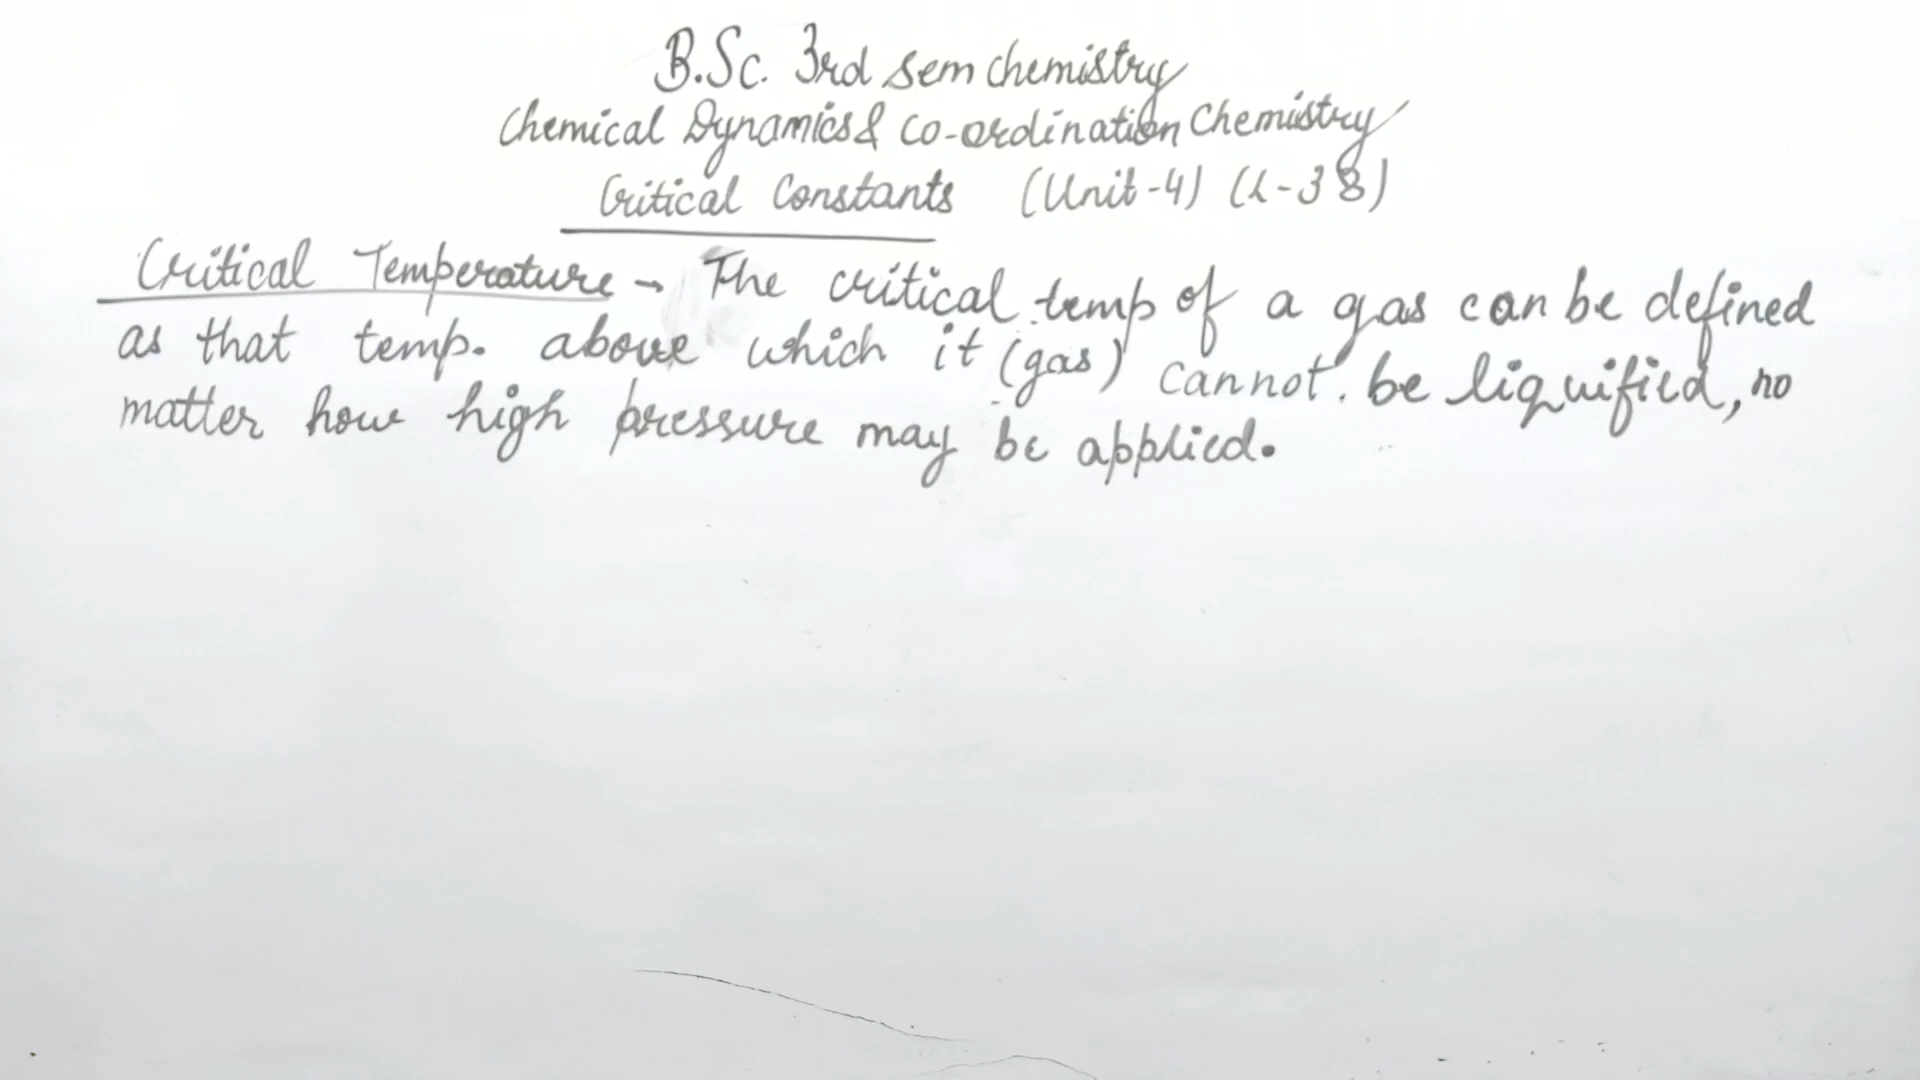 B.Sc. 3rd sem chemistry
Chemical Dynamics & co-ordination Chemistry
Critical Constants (Unit-4) (L-38)
Critical Temperature → The critical temp of a gas can be defined
as that temp. above which it (gas) cannot be liquified, no
matter how high pressure may be applied.